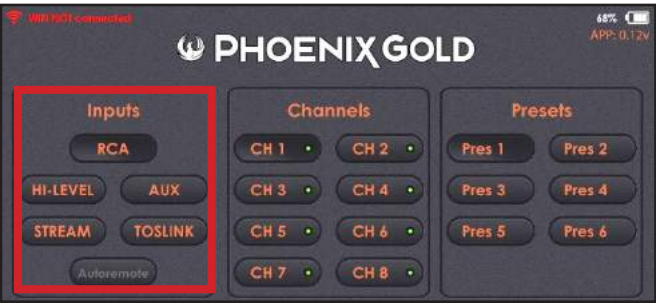 WiFi NOT connected
68%
APP: 0.12v
PHOENIX GOLD
Inputs
RCA
HI-LEVEL AUX
STREAM TOSLINK
Autoremote
Channels
CH 1 CH 2
CH 3 CH 4
CH 5 CH 6
CH 7 CH 8
Presets
Pres 1 Pres 2
Pres 3 Pres 4
Pres 5 Pres 6